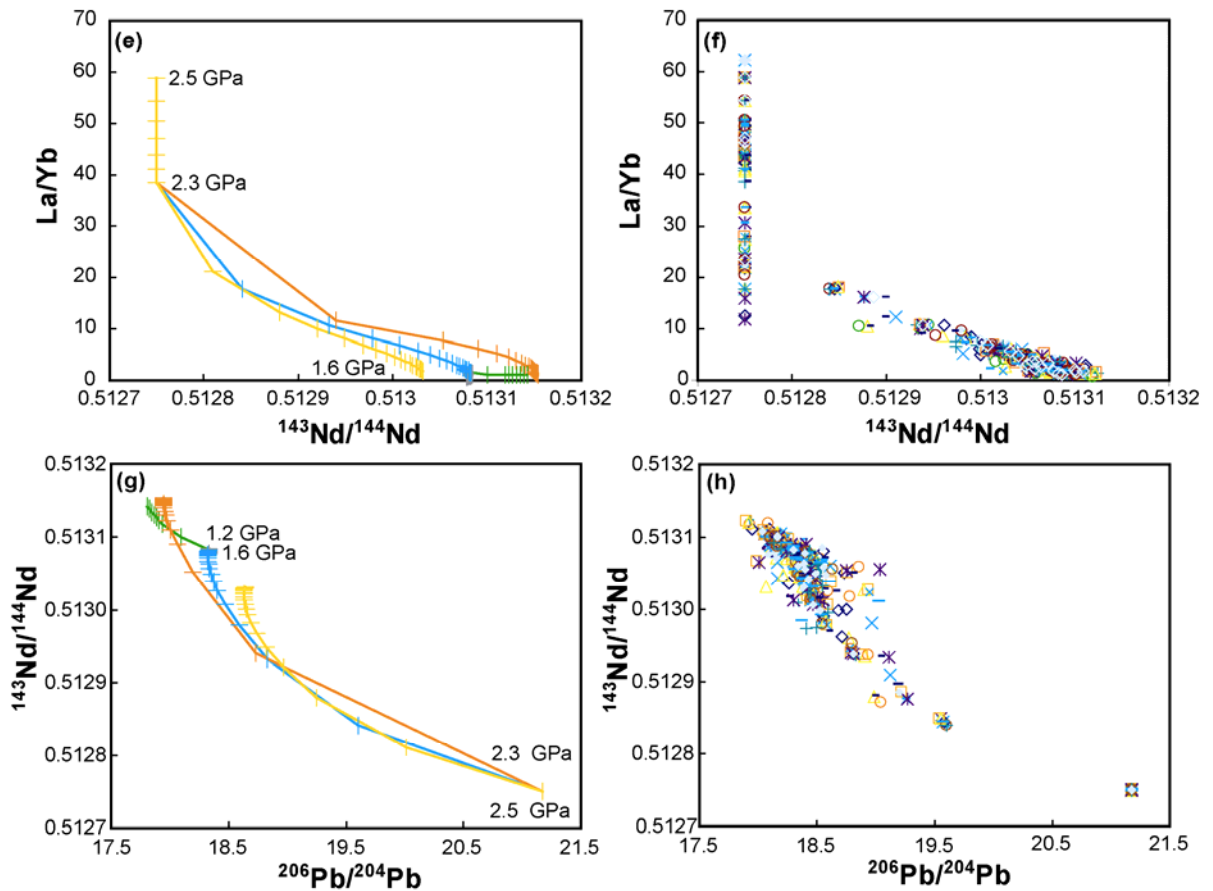 (e)
70
60
50
40
30
20
10
0
La/Yb
2.5 GPa
2.3 GPa
1.6 GPa
0.5127
0.5128
0.5129
0.513
0.5131
0.5132
143Nd/144Nd
(f)
70
60
50
40
30
20
10
0
La/Yb
0.5127
0.5128
0.5129
0.513
0.5131
0.5132
143Nd/144Nd
(g)
0.5132
0.5131
0.5130
0.5129
0.5128
0.5127
143Nd/144Nd
1.2 GPa
1.6 GPa
2.3 GPa
2.5 GPa
17.5
18.5
19.5
20.5
21.5
206Pb/204Pb
(h)
0.5132
0.5131
0.5130
0.5129
0.5128
0.5127
143Nd/144Nd
17.5
18.5
19.5
20.5
21.5
206Pb/204Pb